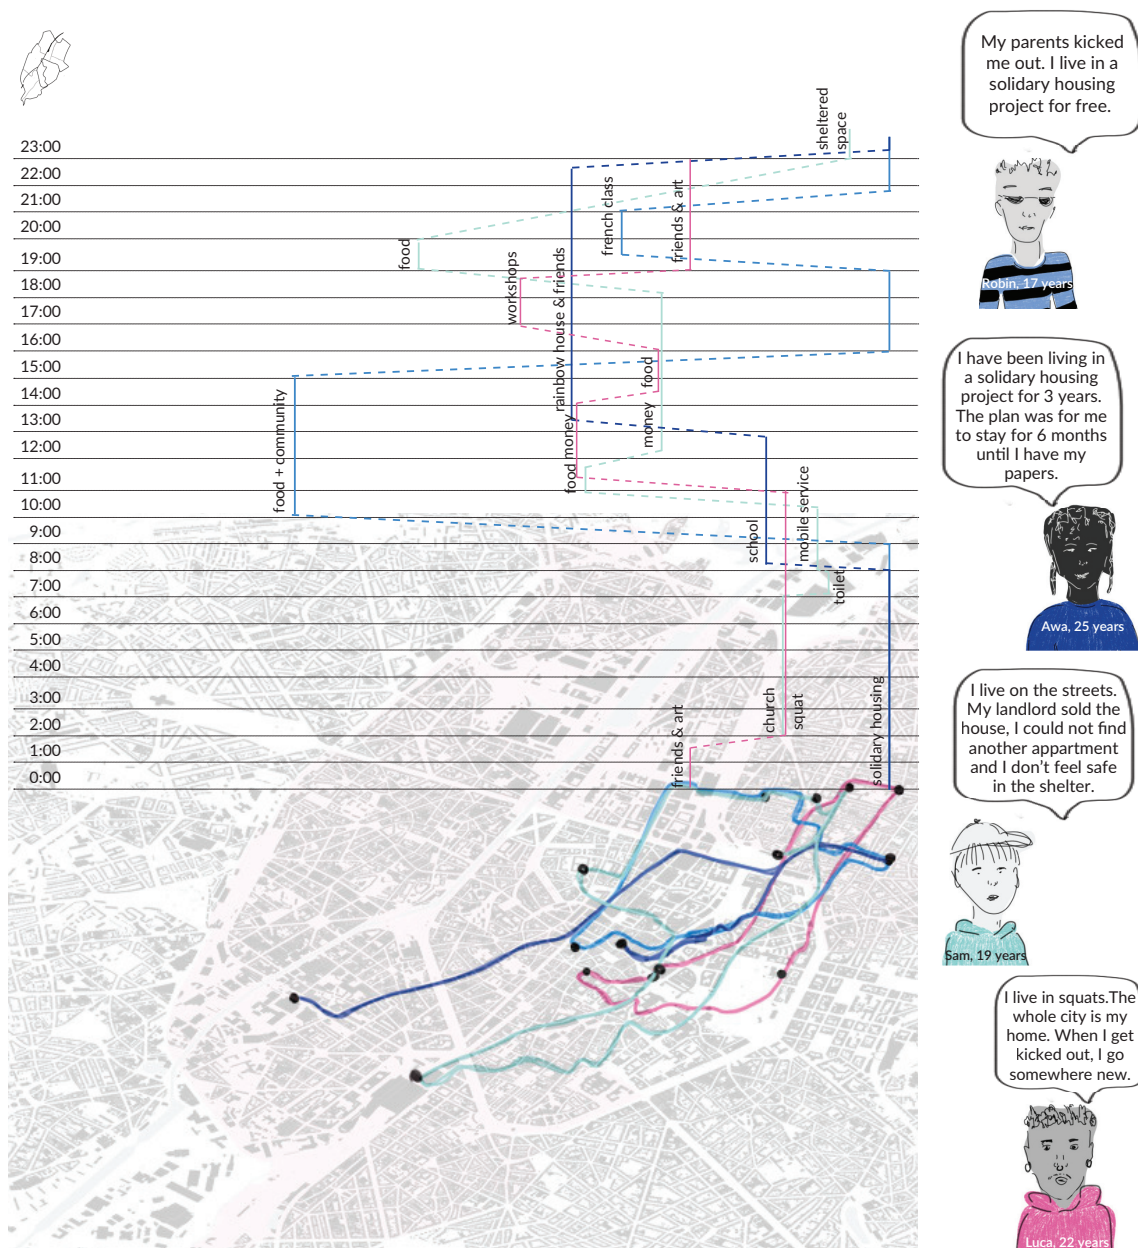 23:00
22:00
21:00
20:00
19:00
18:00
17:00
16:00
15:00
14:00
13:00
12:00
11:00
10:00
9:00
8:00
7:00
6:00
5:00
4:00
3:00
2:00
1:00
0:00
sheltered
space
french class
friends & art
food
workshops
rainbow house & friends
food
money
food money
food + community
school
mobile service
toilet
church
squat
solidary housing
friends & art
My parents kicked
me out. I live in a
solidary housing
project for free.
Robin, 17 years
I have been living in
a solidary housing
project for 3 years.
The plan was for me
to stay for 6 months
until I have my
papers.
Awa, 25 years
I live on the streets.
My landlord sold the
house, I could not find
another appartment
and I don't feel safe
in the shelter.
Sam, 19 years
I live in squats.The
whole city is my
home. When I get
kicked out, I go
somewhere new.
Luca, 22 years